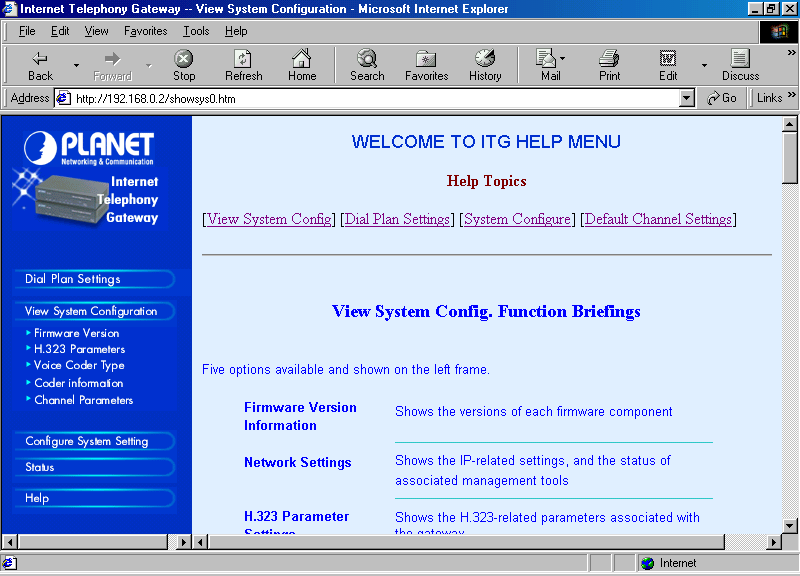 Internet Telephony Gateway -- View System Configuration - Microsoft Internet Explorer
File Edit View Favorites Tools Help
Back Forward Stop Refresh Home Search Favorites History Mail Print Edit Discuss
Address http://192.168.0.2/showsys0.htm Go Links
PLANET
Networking & Communication
Internet
Telephony
Gateway
Dial Plan Settings
View System Configuration
Firmware Version
H.323 Parameters
Voice Coder Type
Coder information
Channel Parameters
Configure System Setting
Status
Help
WELCOME TO ITG HELP MENU
Help Topics
[View System Config] [Dial Plan Settings] [System Configure] [Default Channel Settings]
View System Config. Function Briefings
Five options available and shown on the left frame.
Firmware Version
Information
Shows the versions of each firmware component
Network Settings
Shows the IP-related settings, and the status of
associated management tools
H.323 Parameter
Settings
Shows the H.323-related parameters associated with
the gateway
Internet